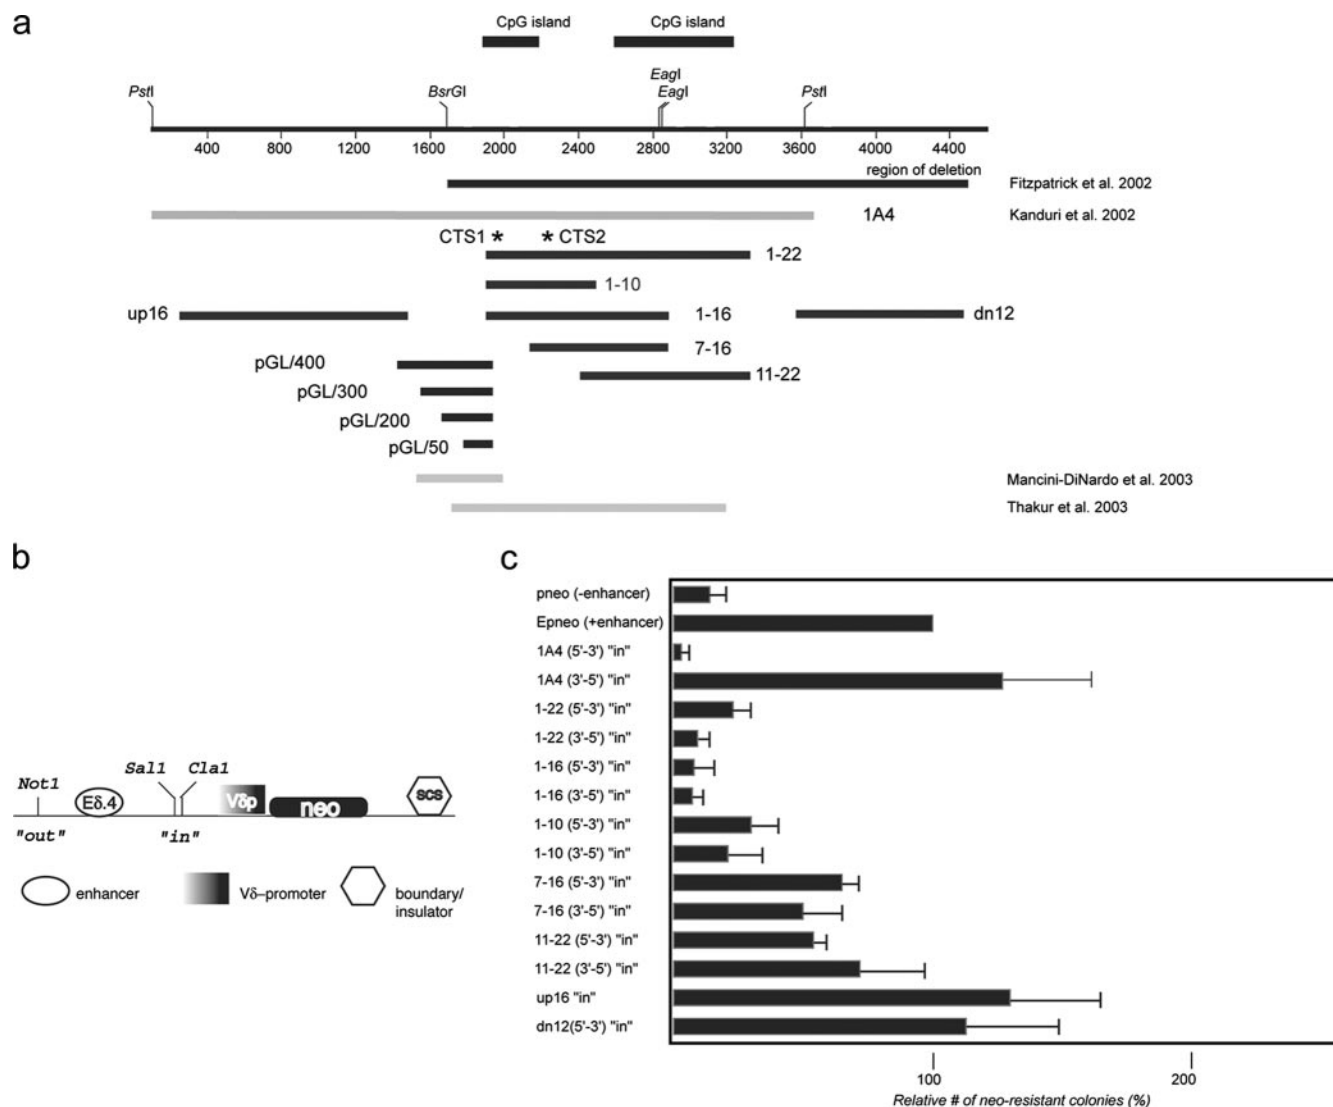 a
CpG island CpG island
EagI
PstI BsrGI EagI PstI
400 800 1200 1600 2000 2400 2800 3200 3600 4000 4400
region of deletion Fitzpatrick et al. 2002
1A4 Kanduri et al. 2002
CTS1 * * CTS2
1-22
1-10
up16 1-16 dn12
7-16
pGL/400
11-22
pGL/300
pGL/200
pGL/50
Mancini-DiNardo et al. 2003
Thakur et al. 2003
b
Not1 Eδ.4 Sal1 Cla1 Vδp neo scs
"out" "in"
enhancer Vδ–promoter boundary/
insulator
c
pneo (-enhancer)
Epneo (+enhancer)
1A4 (5'-3') "in"
1A4 (3'-5') "in"
1-22 (5'-3') "in"
1-22 (3'-5') "in"
1-16 (5'-3') "in"
1-16 (3'-5') "in"
1-10 (5'-3') "in"
1-10 (3'-5') "in"
7-16 (5'-3') "in"
7-16 (3'-5') "in"
11-22 (5'-3') "in"
11-22 (3'-5') "in"
up16 "in"
dn12(5'-3') "in"
100 200
Relative # of neo-resistant colonies (%)